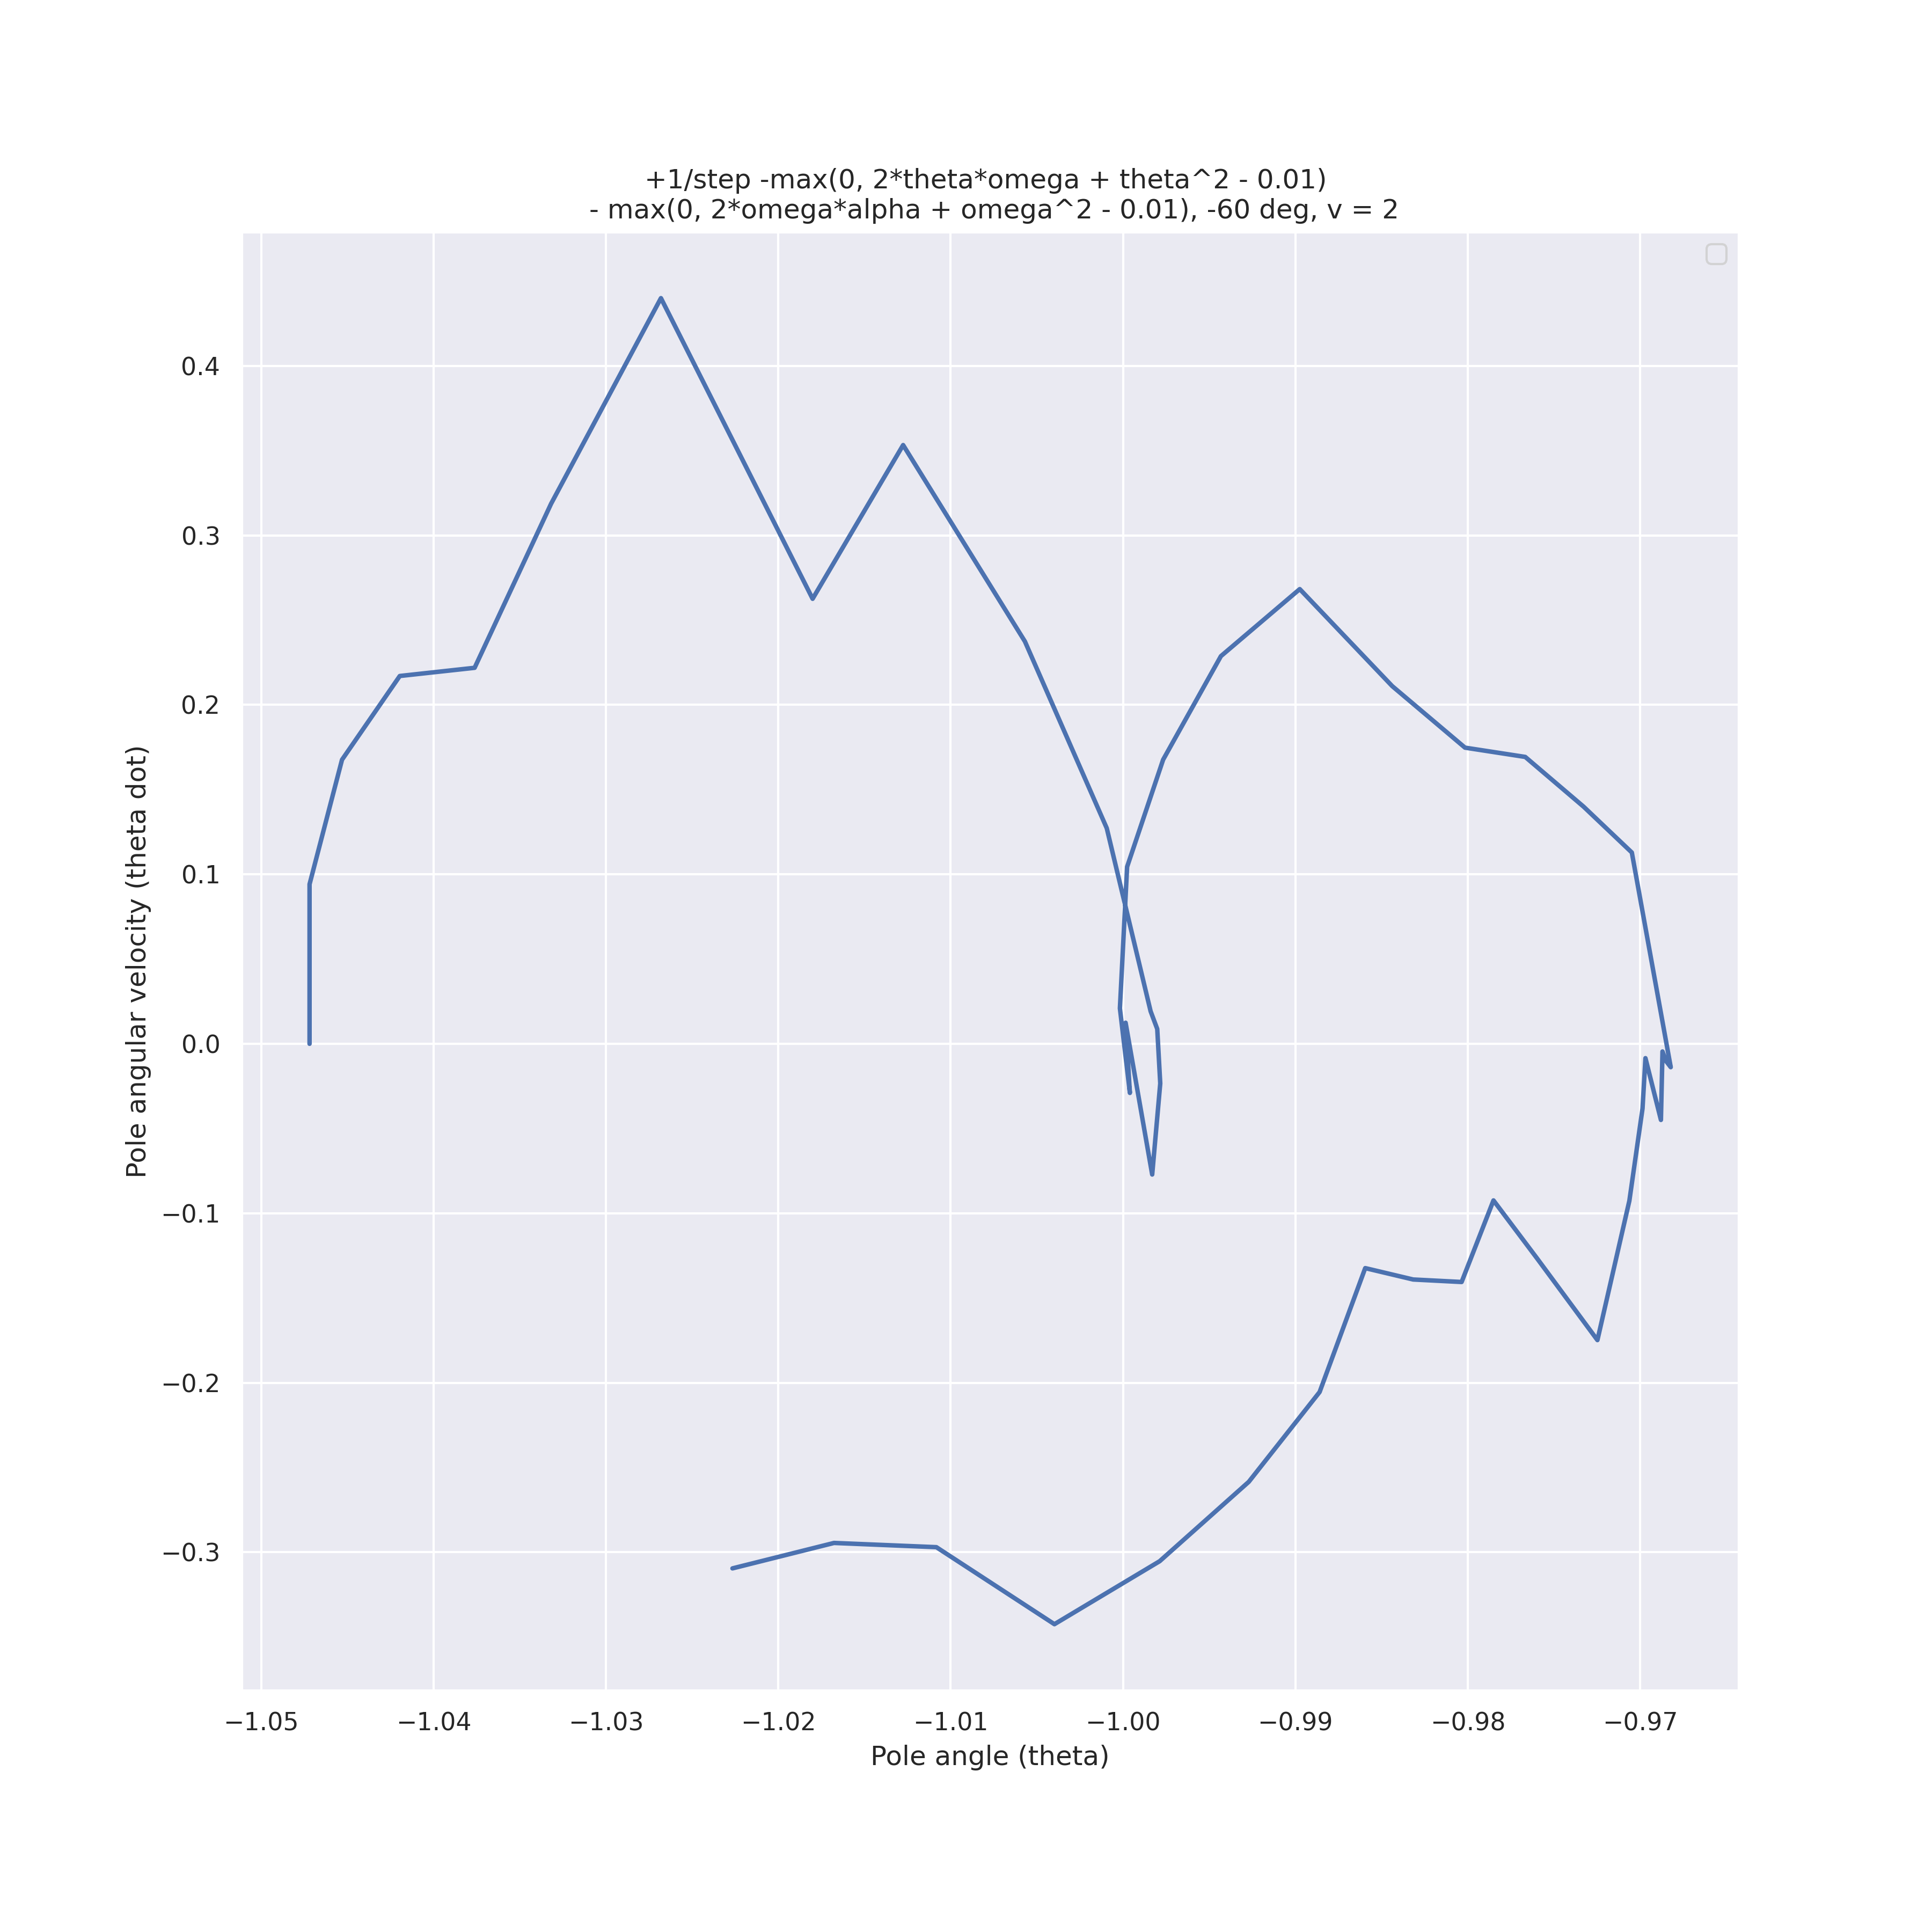 +1/step -max(0, 2*theta*omega + theta^2 - 0.01)
- max(0, 2*omega*alpha + omega^2 - 0.01), -60 deg, v = 2
0.4
0.3
0.2
0.1
0.0
−0.1
−0.2
−0.3
Pole angular velocity (theta dot)
−1.05 −1.04 −1.03 −1.02 −1.01 −1.00 −0.99 −0.98 −0.97
Pole angle (theta)